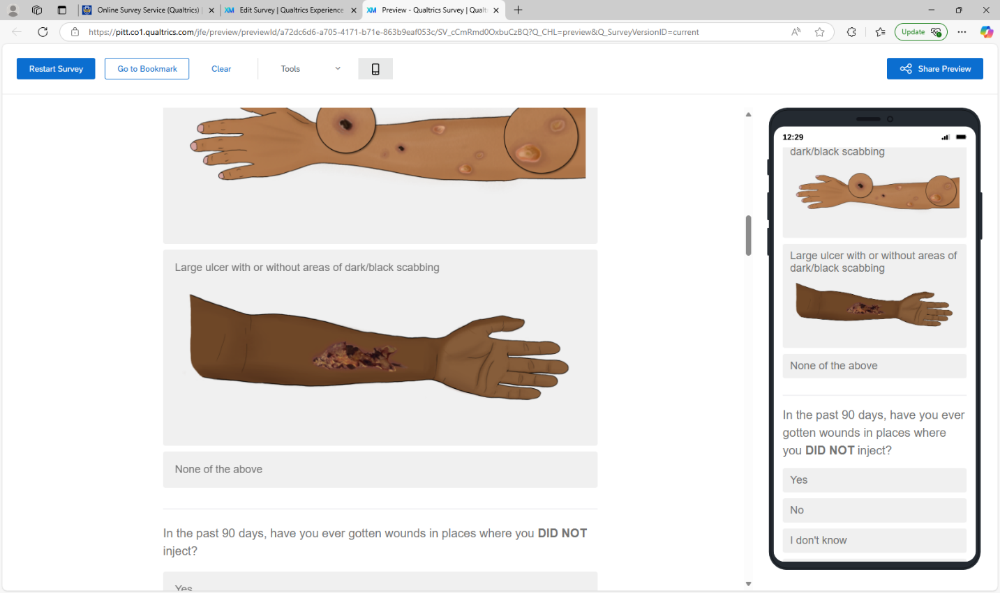 Online Survey Service (Qualtrics) |
Edit Survey | Qualtrics Experience
Preview - Qualtrics Survey | Qualt
https://pitt.co1.qualtrics.com/jfe/preview/previewId/a72dc6d6-a705-4171-b71e-863b9eaf053c/SV_cCmRmd0OxbuCzBQ?Q_CHL=preview&Q_SurveyVersionID=current
Update
Restart Survey
Go to Bookmark
Clear
Tools
Share Preview
Large ulcer with or without areas of dark/black scabbing
None of the above
In the past 90 days, have you ever gotten wounds in places where you DID NOT
inject?
Yes
12:29
dark/black scabbing
Large ulcer with or without areas of
dark/black scabbing
None of the above
In the past 90 days, have you ever
gotten wounds in places where
you DID NOT inject?
Yes
No
I don't know